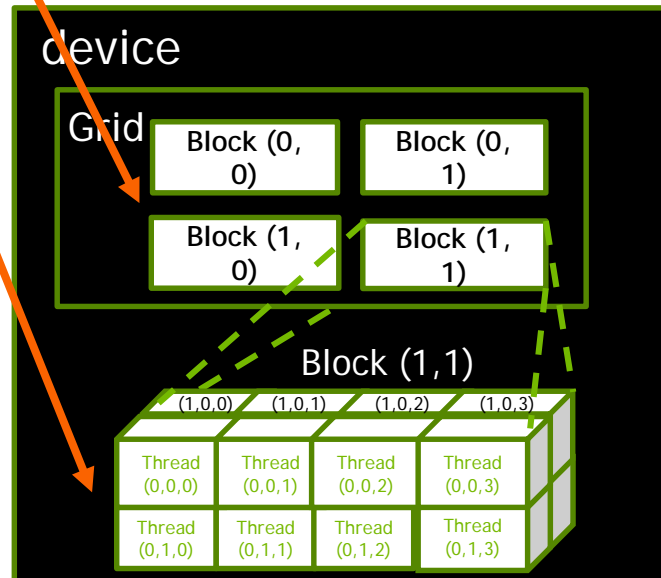 device
Grid
Block (0,
0)
Block (0,
1)
Block (1,
0)
Block (1,
1)
Block (1,1)
(1,0,0) (1,0,1) (1,0,2) (1,0,3)
Thread
(0,0,0)
Thread
(0,0,1)
Thread
(0,0,2)
Thread
(0,0,3)
Thread
(0,1,0)
Thread
(0,1,1)
Thread
(0,1,2)
Thread
(0,1,3)